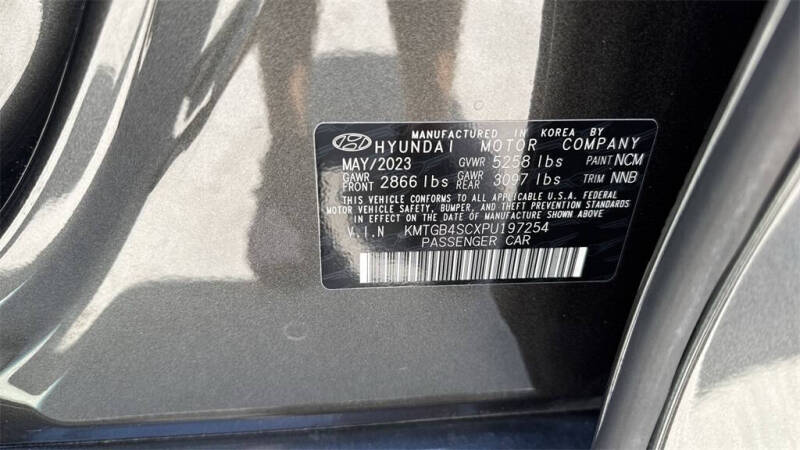 MANUFACTURED IN KOREA BY
HYUNDAI MOTOR COMPANY
MAY/2023 GVWR 5258 lbs PAINT NCM
GAWR FRONT 2866 lbs GAWR REAR 3097 lbs TRIM NNB
THIS VEHICLE CONFORMS TO ALL APPLICABLE U.S.A. FEDERAL
MOTOR VEHICLE SAFETY, BUMPER, AND THEFT PREVENTION STANDARDS
IN EFFECT ON THE DATE OF MANUFACTURE SHOWN ABOVE
V.I.N KMTGB4SCXPU197254
PASSENGER CAR